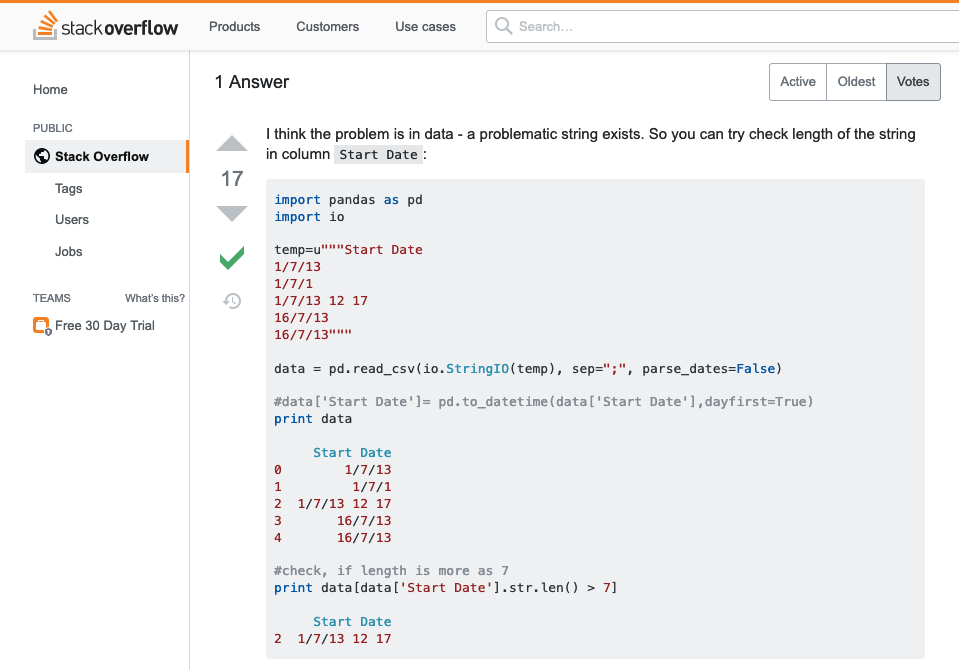 stackoverflow Products Customers Use cases Search...
Home
PUBLIC
Stack Overflow
Tags
Users
Jobs
TEAMS What's this?
Free 30 Day Trial
1 Answer Active Oldest Votes
17
I think the problem is in data - a problematic string exists. So you can try check length of the string
in column Start Date:
import pandas as pd
import io
temp=u"""Start Date
1/7/13
1/7/1
1/7/13 12 17
16/7/13
16/7/13"""
data = pd.read_csv(io.StringIO(temp), sep=";", parse_dates=False)
#data['Start Date']= pd.to_datetime(data['Start Date'],dayfirst=True)
print data
Start Date
0 1/7/13
1 1/7/1
2 1/7/13 12 17
3 16/7/13
4 16/7/13
#check, if length is more as 7
print data[data['Start Date'].str.len() > 7]
Start Date
2 1/7/13 12 17